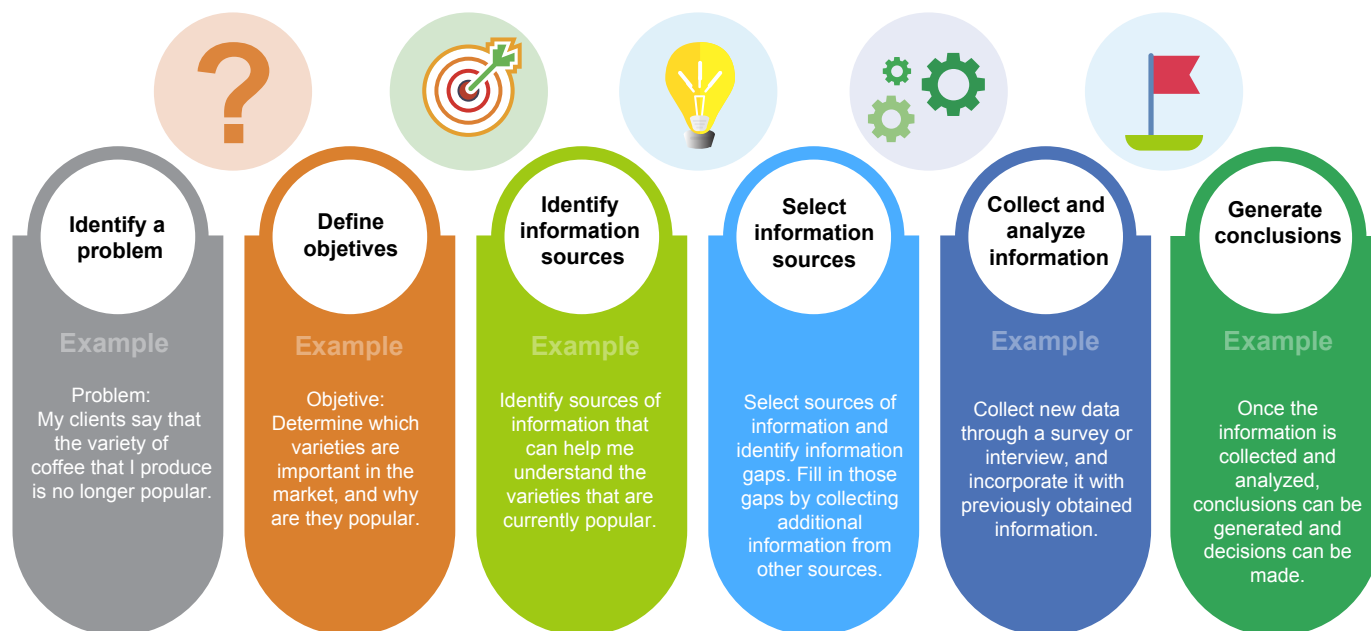 ?
Identify a
problem
Example
Problem:
My clients say that
the variety of
coffee that I produce
is no longer popular.
Define
objetives
Example
Objetive:
Determine which
varieties are
important in the
market, and why
are they popular.
Identify
information
sources
Example
Identify sources of
information that
can help me
understand the
varieties that are
currently popular.
Select
information
sources
Select sources of
information and
identify information
gaps. Fill in those
gaps by collecting
additional
information from
other sources.
Collect and
analyze
information
Example
Collect new data
through a survey or
interview, and
incorporate it with
previously obtained
information.
Generate
conclusions
Example
Once the
information is
collected and
analyzed,
conclusions can be
generated and
decisions can be
made.